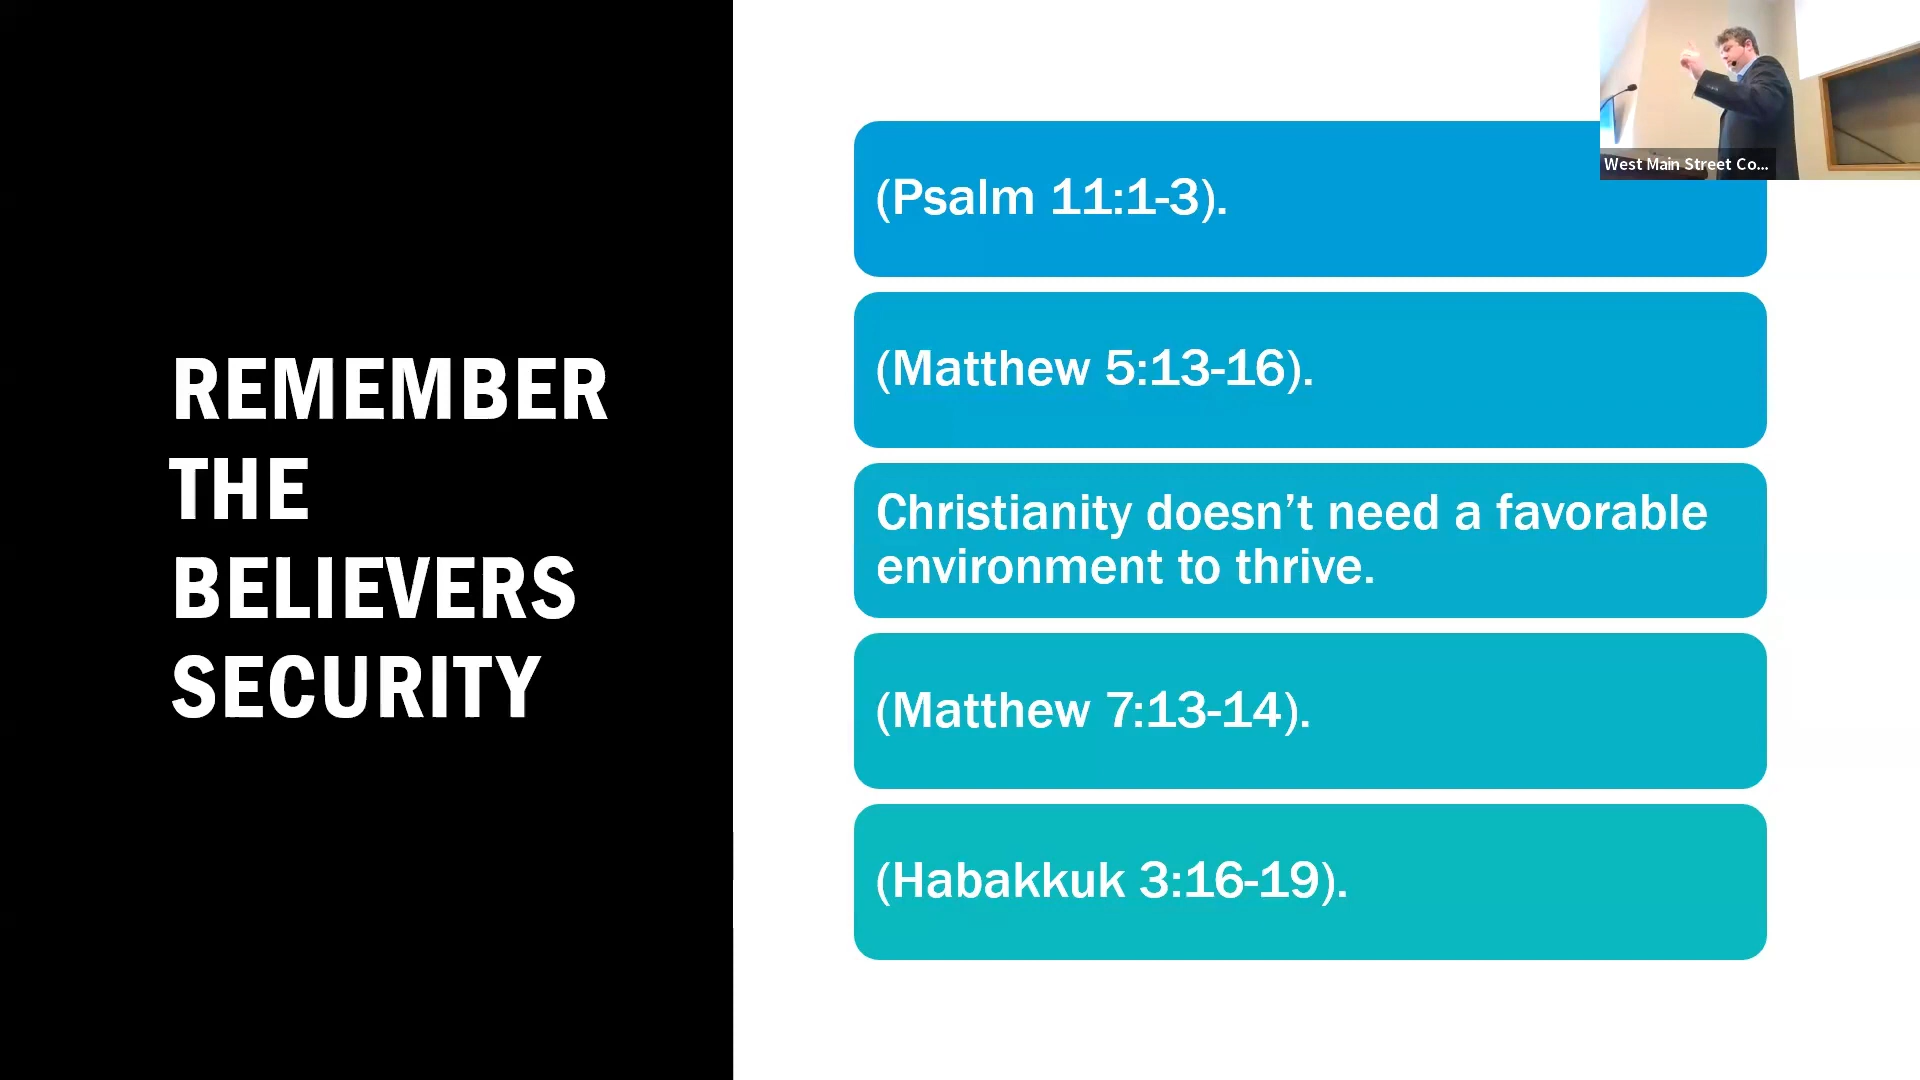 REMEMBER
THE
BELIEVERS
SECURITY
(Psalm 11:1-3).
(Matthew 5:13-16).
Christianity doesn’t need a favorable
environment to thrive.
(Matthew 7:13-14).
(Habakkuk 3:16-19).
West Main Street Co...